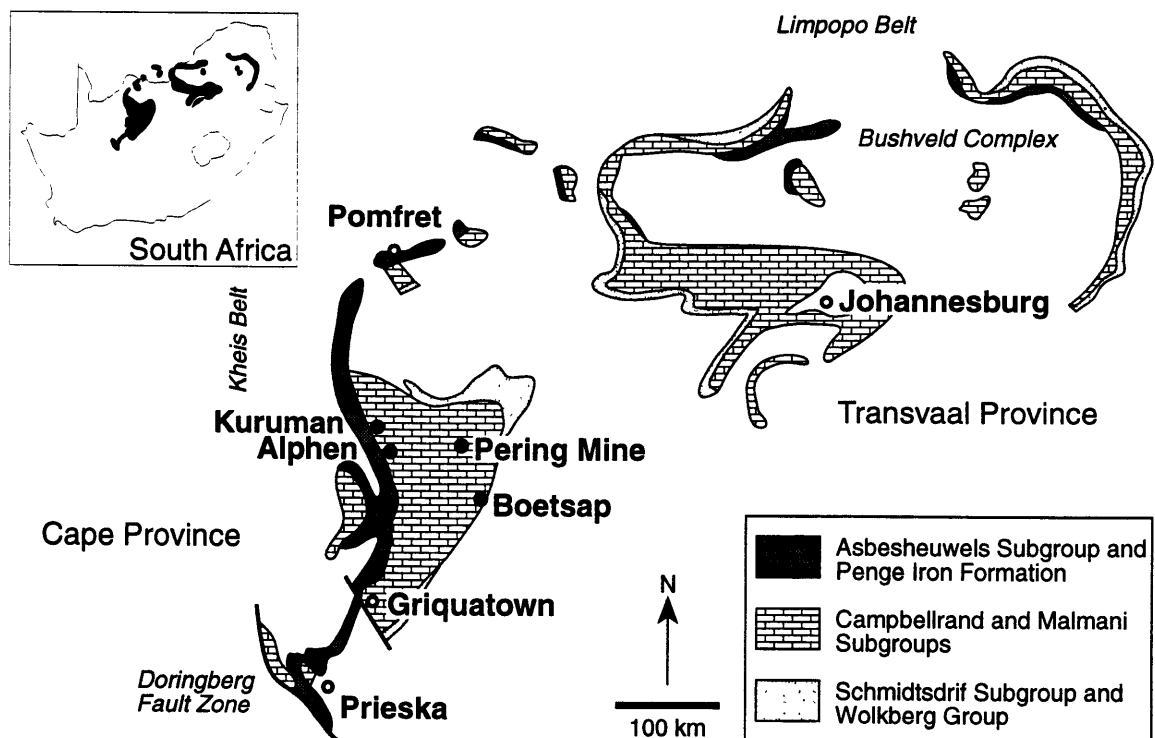 Limpopo Belt
Bushveld Complex
South Africa
Pomfret
Johannesburg
Kheis Belt
Transvaal Province
Kuruman
Alphen
Pering Mine
Boetsap
Cape Province
Griquatown
Doringberg
Fault Zone
Prieska
N
100 km
Asbesheuwels Subgroup and
Penge Iron Formation
Campbellrand and Malmani
Subgroups
Schmidtsdrif Subgroup and
Wolkberg Group